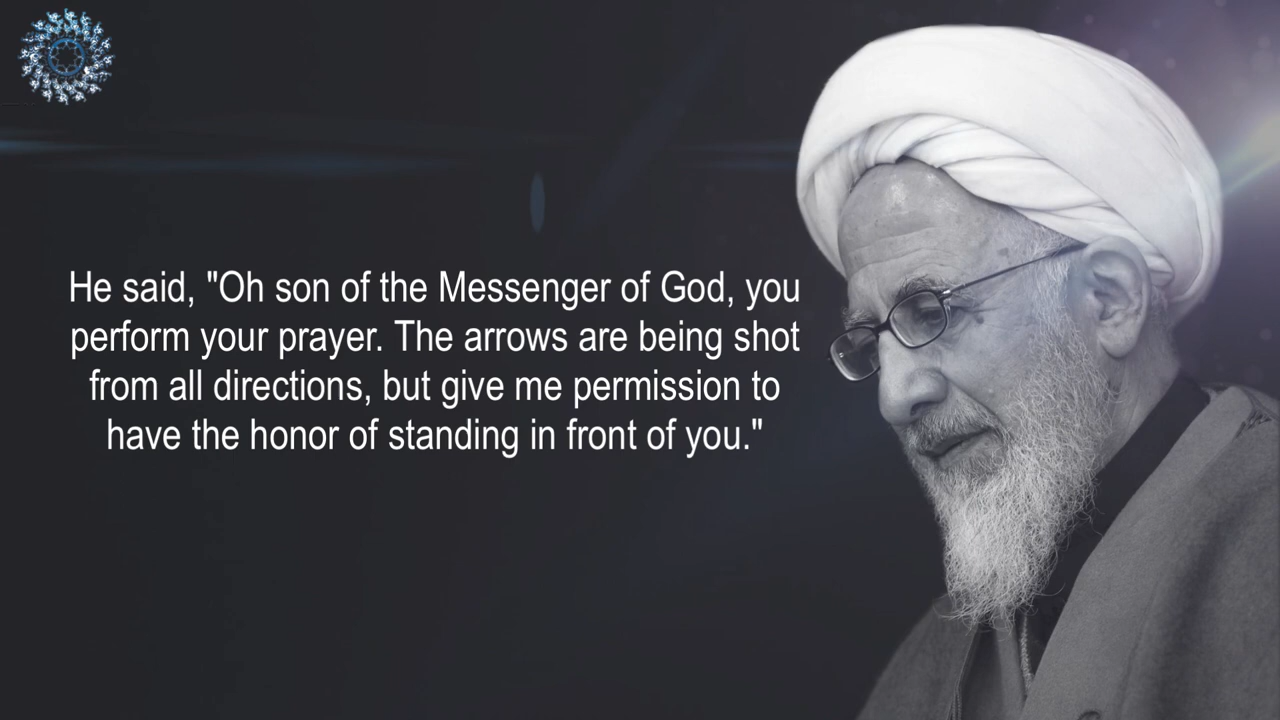 He said, "Oh son of the Messenger of God, you
perform your prayer. The arrows are being shot
from all directions, but give me permission to
have the honor of standing in front of you."